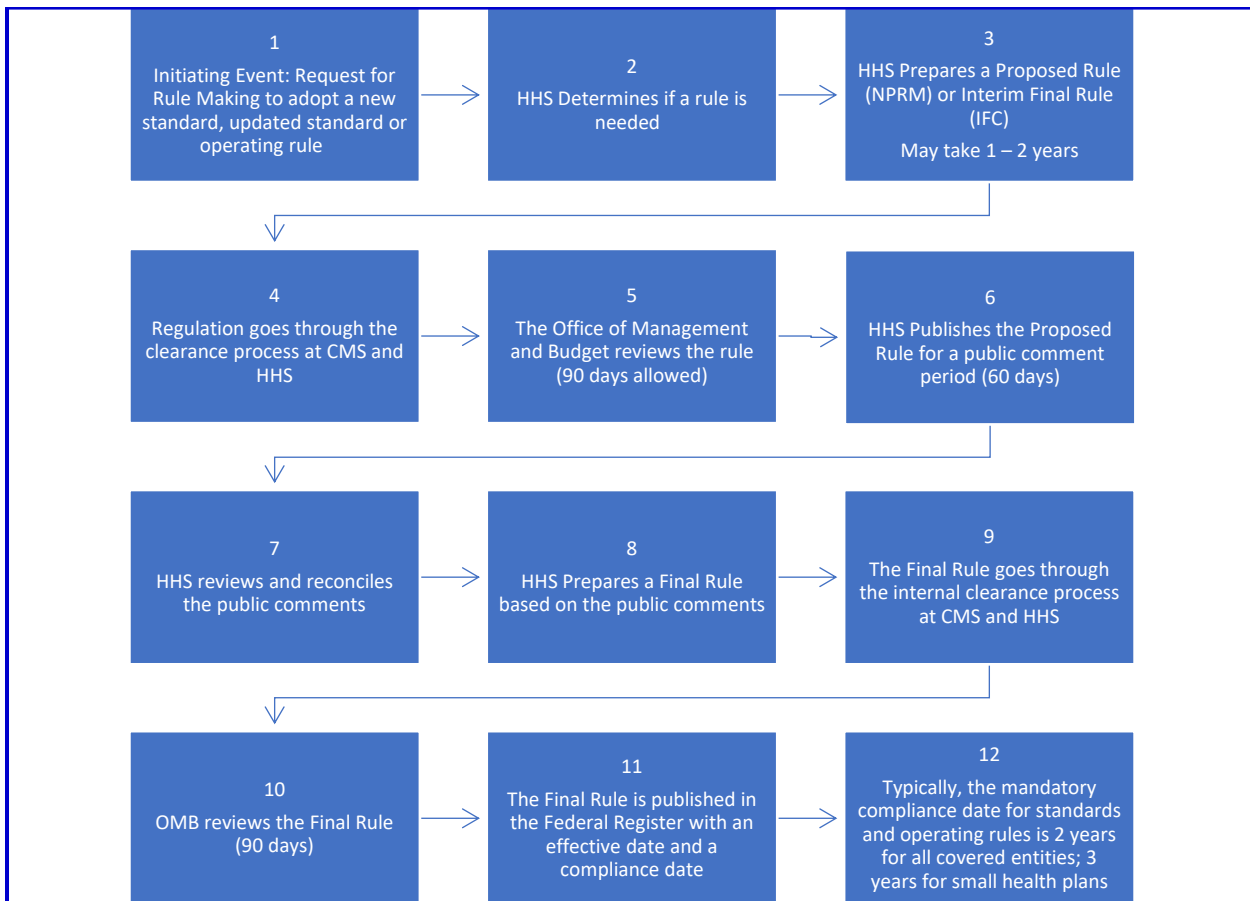 1
Initiating Event: Request for
Rule Making to adopt a new
standard, updated standard or
operating rule
2
HHS Determines if a rule is
needed
3
HHS Prepares a Proposed Rule
(NPRM) or Interim Final Rule
(IFC)
May take 1 – 2 years
4
Regulation goes through the
clearance process at CMS and
HHS
5
The Office of Management
and Budget reviews the rule
(90 days allowed)
6
HHS Publishes the Proposed
Rule for a public comment
period (60 days)
7
HHS reviews and reconciles
the public comments
8
HHS Prepares a Final Rule
based on the public comments
9
The Final Rule goes through
the internal clearance process
at CMS and HHS
10
OMB reviews the Final Rule
(90 days)
11
The Final Rule is published in
the Federal Register with an
effective date and a
compliance date
12
Typically, the mandatory
compliance date for standards
and operating rules is 2 years
for all covered entities; 3
years for small health plans